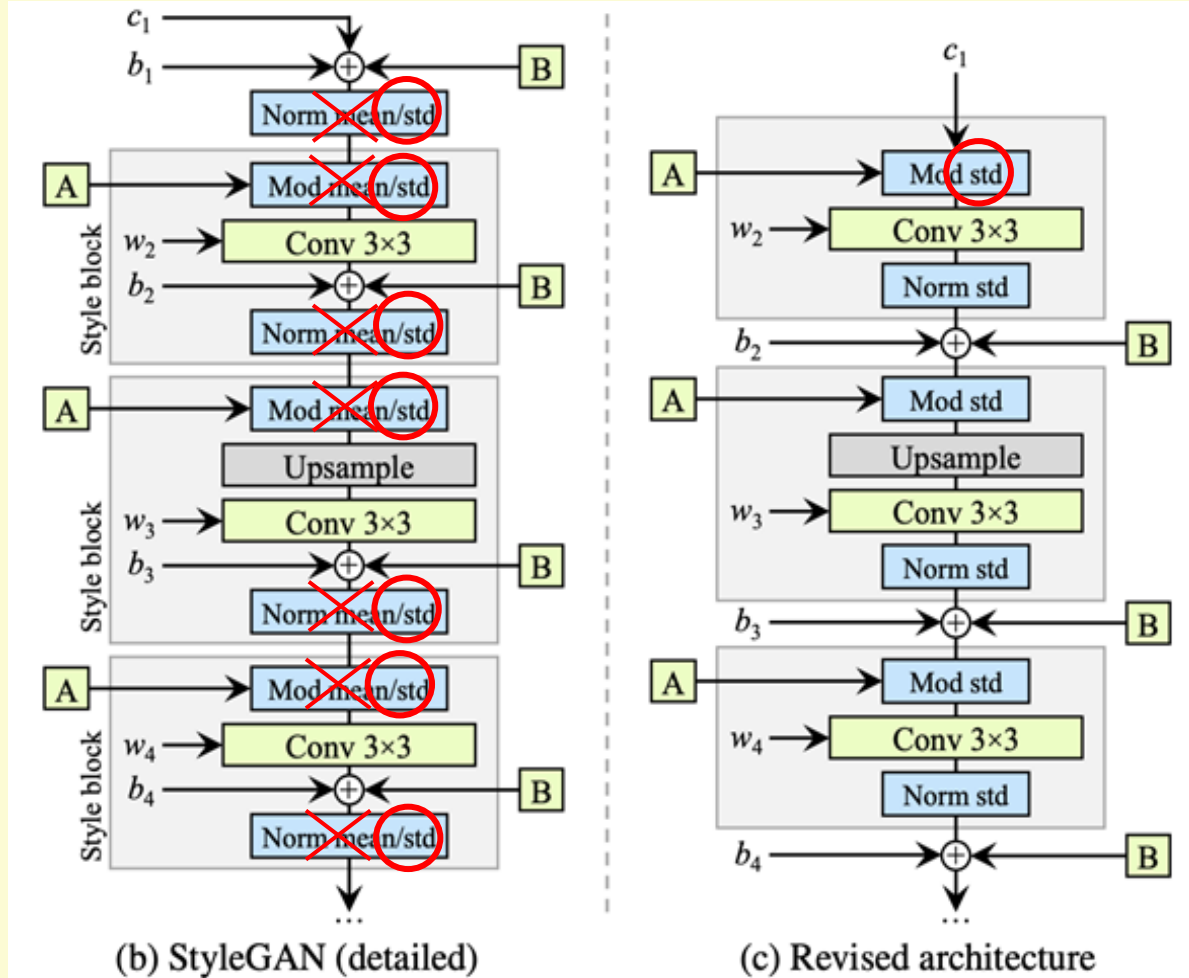 c₁
b₁
B
Norm mean/std
A
Mod mean/std
w₂
Conv 3×3
b₂
B
Norm mean/std
Style block
A
Mod mean/std
Upsample
w₃
Conv 3×3
b₃
B
Norm mean/std
Style block
A
Mod mean/std
w₄
Conv 3×3
b₄
B
Norm mean/std
Style block
...
(b) StyleGAN (detailed)
c₁
A
Mod std
w₂
Conv 3×3
Norm std
b₂
B
A
Mod std
Upsample
w₃
Conv 3×3
Norm std
b₃
B
A
Mod std
w₄
Conv 3×3
Norm std
b₄
B
...
(c) Revised architecture